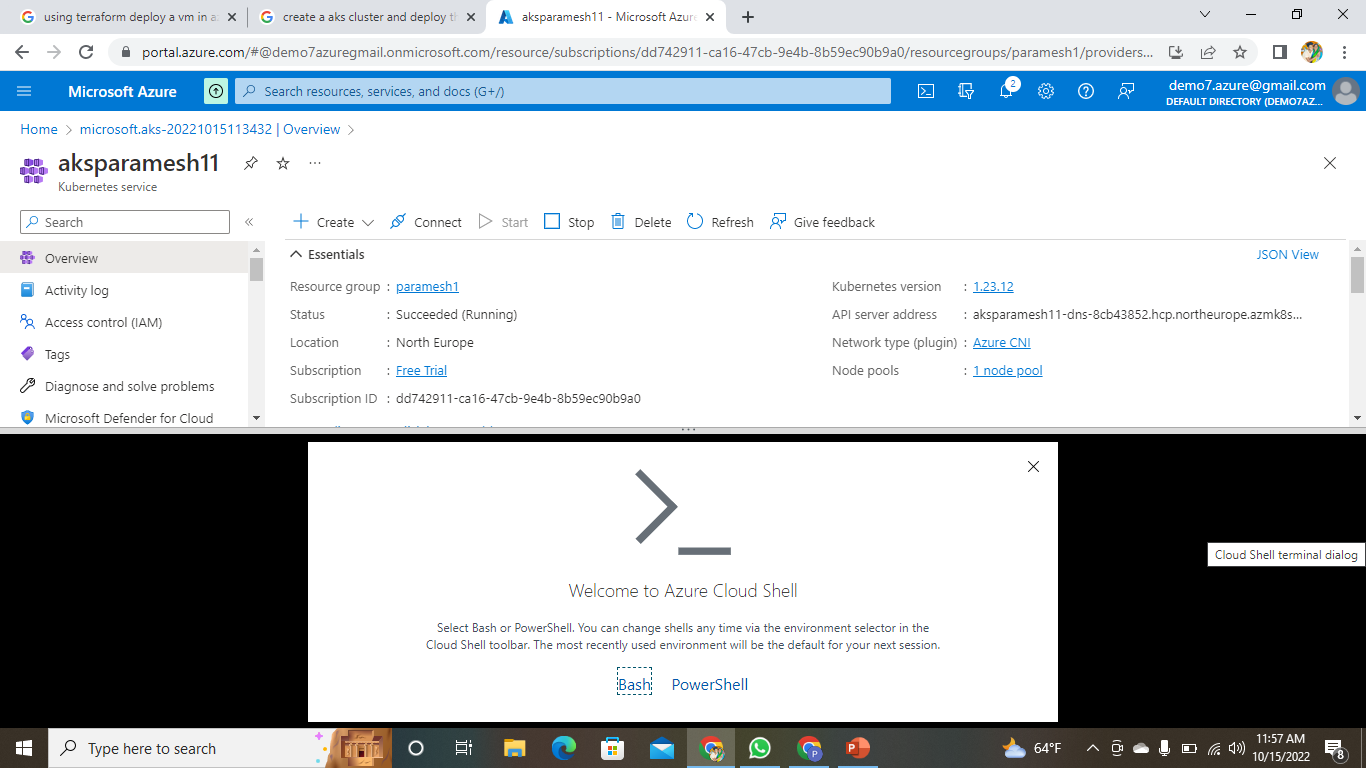 using terraform deploy a vm in a
create a aks cluster and deploy th
aksparamesh11 - Microsoft Azure
portal.azure.com/#@demo7azuregmail.onmicrosoft.com/resource/subscriptions/dd742911-ca16-47cb-9e4b-8b59ec90b9a0/resourcegroups/paramesh1/providers...
Microsoft Azure
Search resources, services, and docs (G+/)
2
demo7.azure@gmail.com
DEFAULT DIRECTORY (DEMO7AZ...
Home > microsoft.aks-20221015113432 | Overview >
aksparamesh11
...
Kubernetes service
Search
«
Create
Connect
Start
Stop
Delete
Refresh
Give feedback
Overview
Activity log
Access control (IAM)
Tags
Diagnose and solve problems
Microsoft Defender for Cloud
Essentials
JSON View
Resource group : paramesh1
Status : Succeeded (Running)
Location : North Europe
Subscription : Free Trial
Subscription ID : dd742911-ca16-47cb-9e4b-8b59ec90b9a0
Kubernetes version : 1.23.12
API server address : aksparamesh11-dns-8cb43852.hcp.northeurope.azmk8s...
Network type (plugin) : Azure CNI
Node pools : 1 node pool
Welcome to Azure Cloud Shell
Select Bash or PowerShell. You can change shells any time via the environment selector in the
Cloud Shell toolbar. The most recently used environment will be the default for your next session.
Bash
PowerShell
Cloud Shell terminal dialog
Type here to search
64°F
11:57 AM
10/15/2022
8